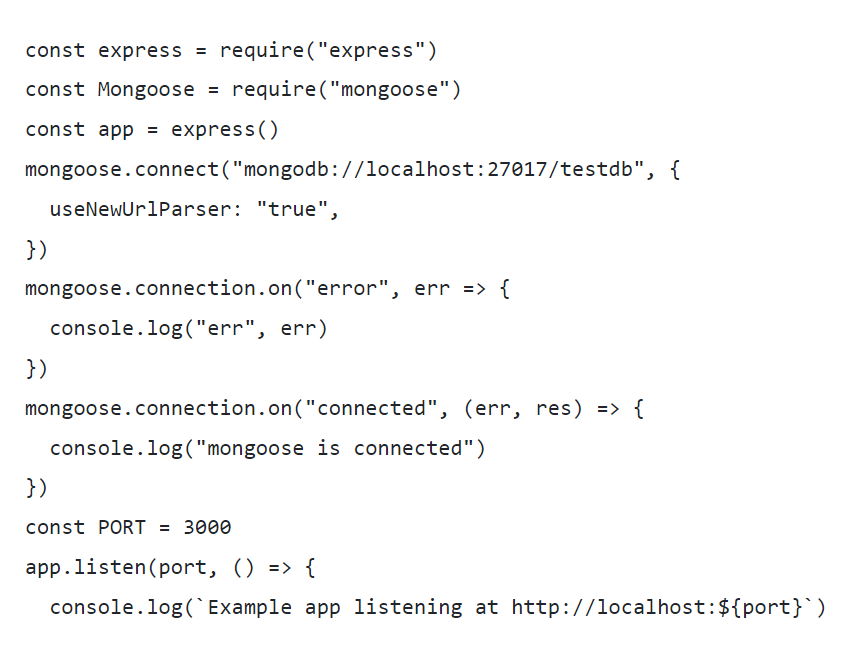 const express = require("express")
const Mongoose = require("mongoose")
const app = express()
mongoose.connect("mongodb://localhost:27017/testdb", {
  useNewUrlParser: "true",
})
mongoose.connection.on("error", err => {
  console.log("err", err)
})
mongoose.connection.on("connected", (err, res) => {
  console.log("mongoose is connected")
})
const PORT = 3000
app.listen(port, () => {
  console.log(`Example app listening at http://localhost:${port}`)